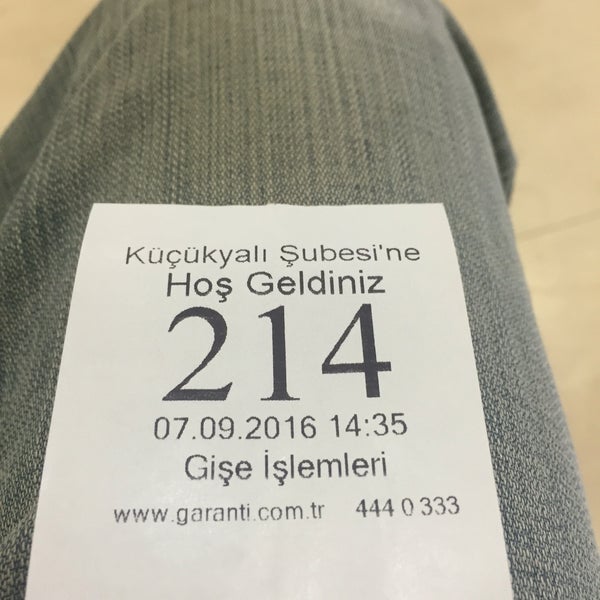 Küçükyalı Şubesi'ne
Hoş Geldiniz
214
07.09.2016 14:35
Gişe İşlemleri
www.garanti.com.tr 444 0 333